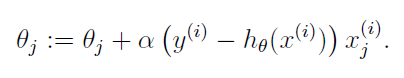 θ_j := θ_j + α (y^{(i)} − h_θ(x^{(i)})) x_j^{(i)}.